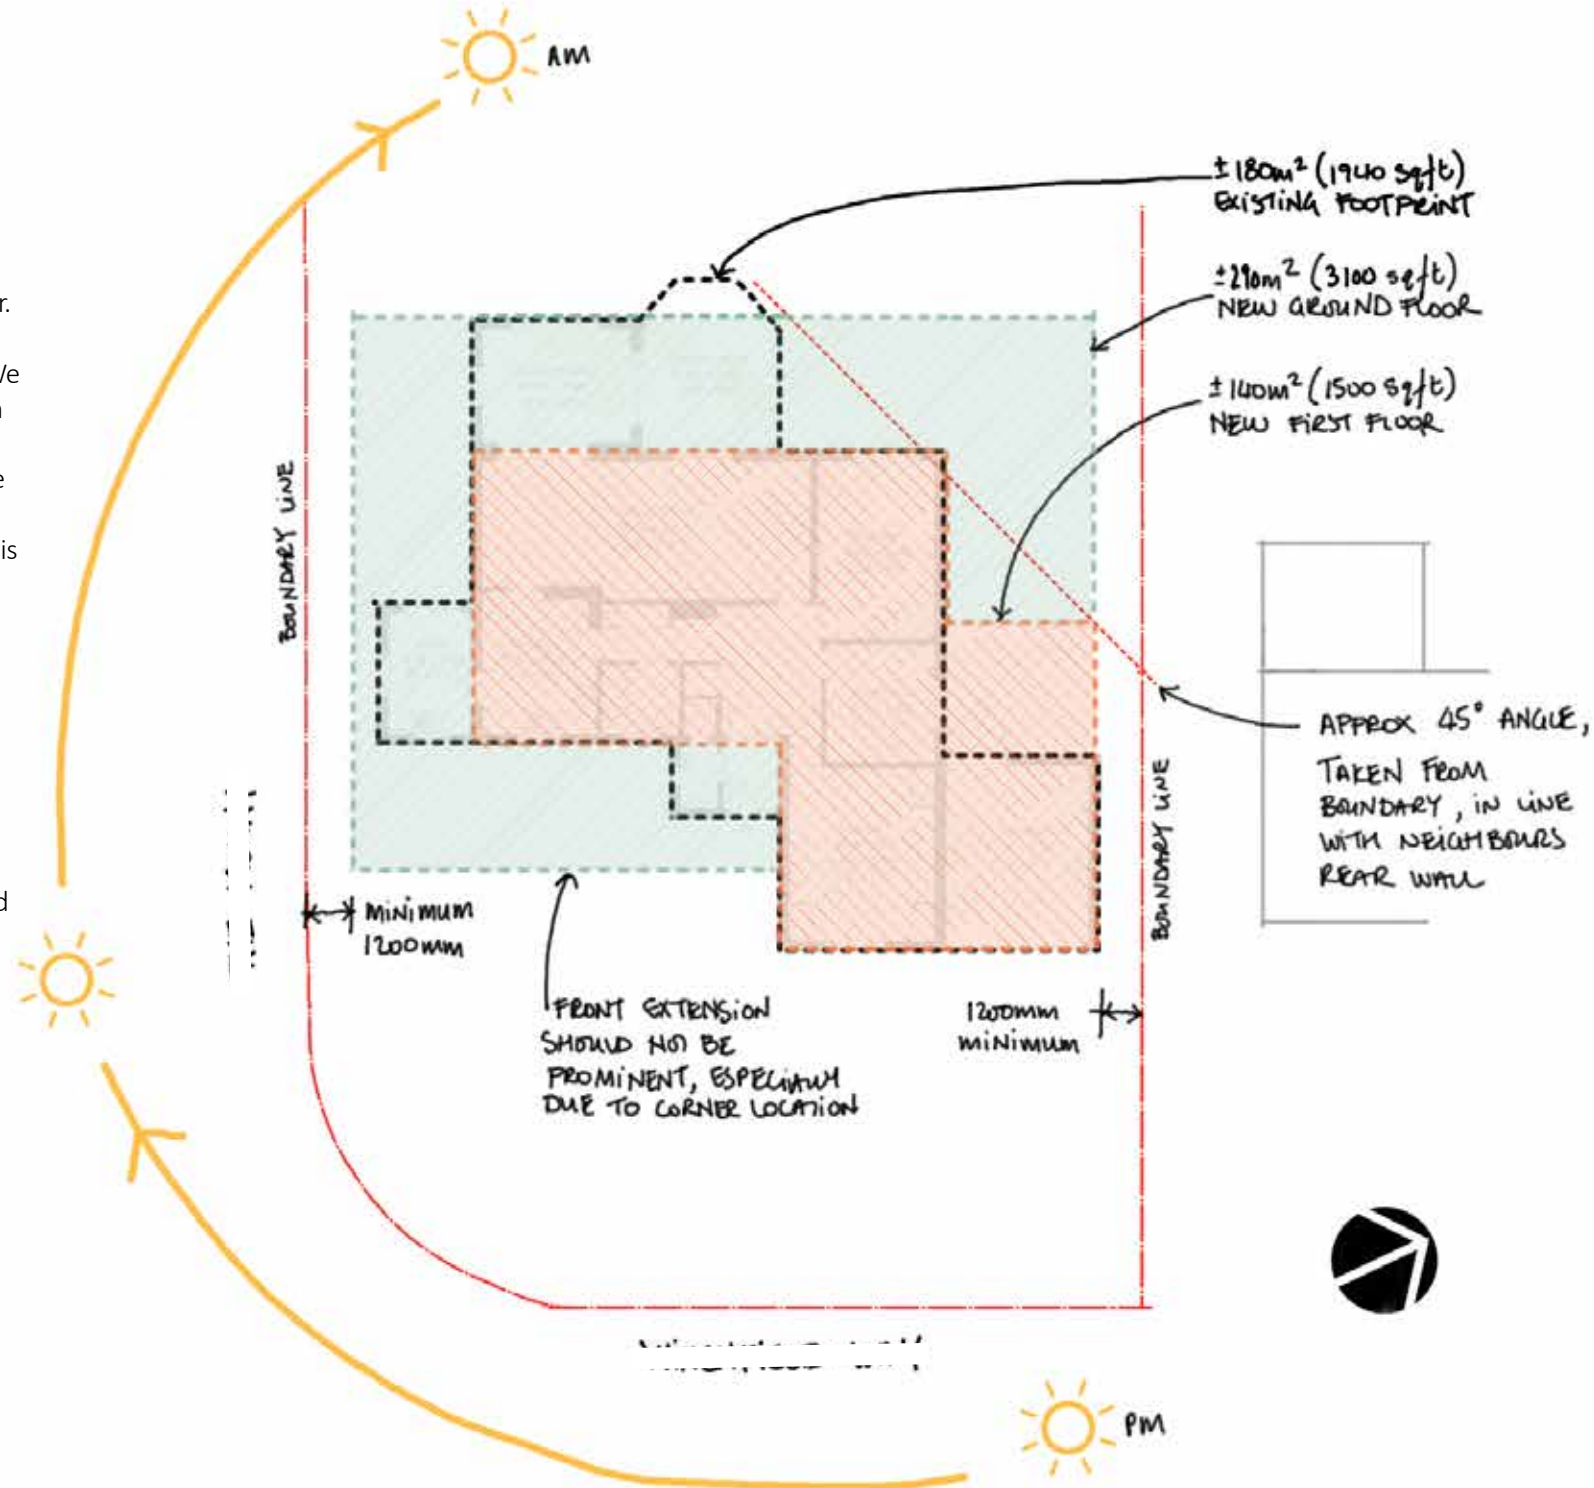 AM
±180m² (1940 sqft)
EXISTING FOOTPRINT
±290m² (3100 sqft)
NEW GROUND FLOOR
±140m² (1500 sqft)
NEW FIRST FLOOR
r.
is
BOUNDARY LINE
APPROX 45° ANGLE,
TAKEN FROM
BOUNDARY, IN LINE
WITH NEIGHBOURS
REAR WALL
BOUNDARY LINE
MINIMUM
1200mm
FRONT EXTENSION
SHOULD NOT BE
PROMINENT, ESPECIALLY
DUE TO CORNER LOCATION
1200mm
MINIMUM
PM